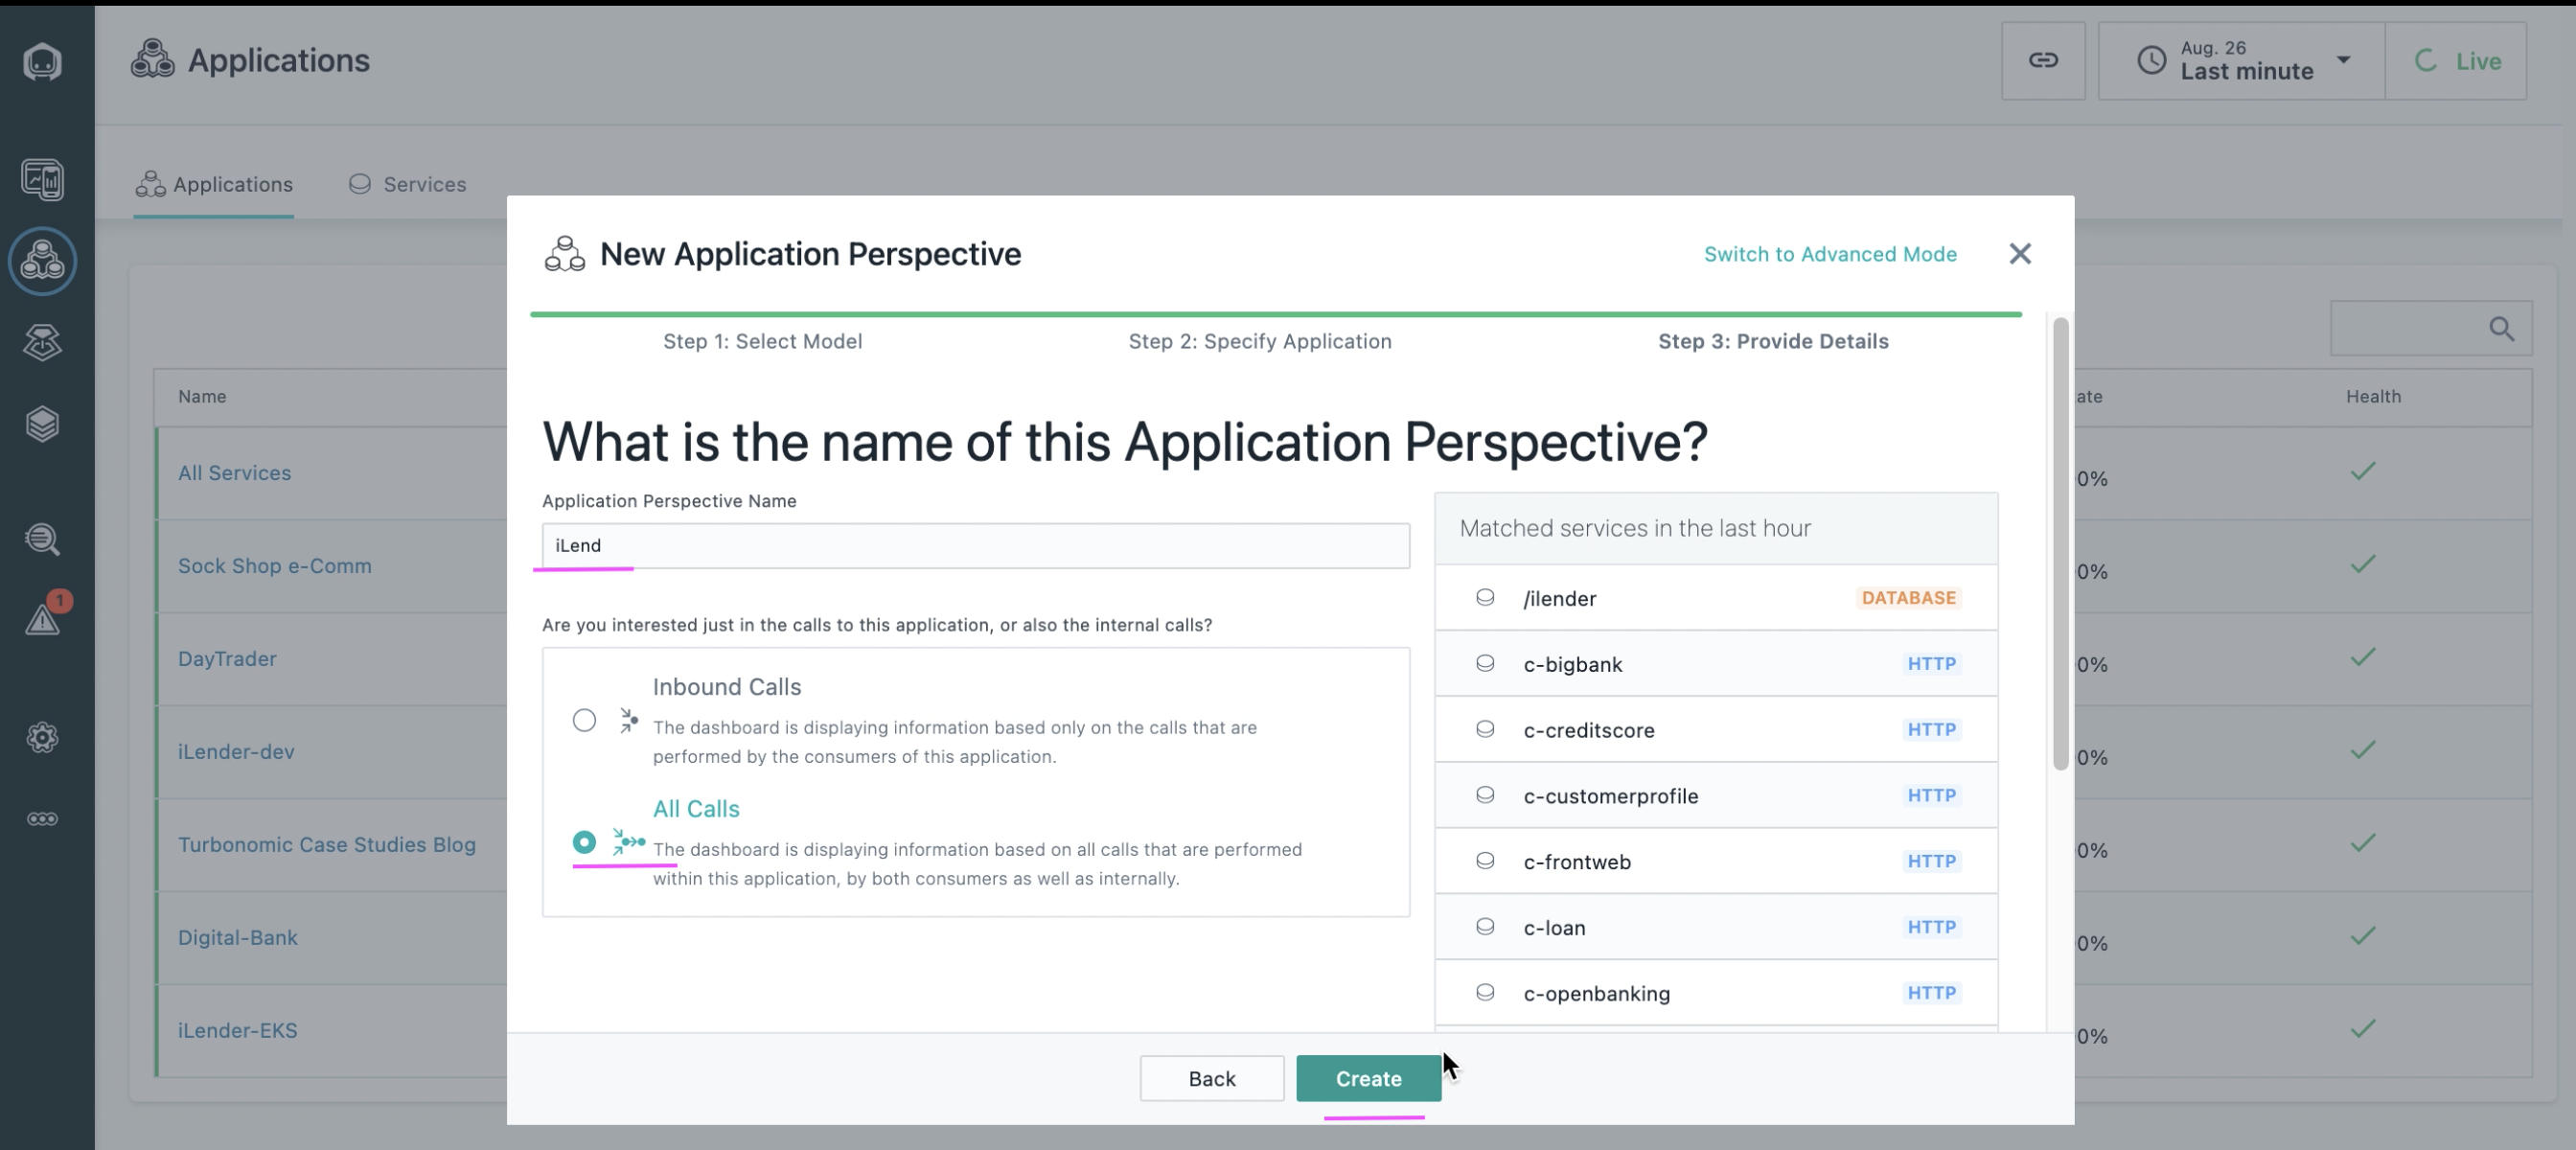 Applications
Aug. 26
Last minute
Live
Applications
Services
New Application Perspective
Switch to Advanced Mode
Step 1: Select Model
Step 2: Specify Application
Step 3: Provide Details
What is the name of this Application Perspective?
Application Perspective Name
iLend
Are you interested just in the calls to this application, or also the internal calls?
Inbound Calls
The dashboard is displaying information based only on the calls that are
performed by the consumers of this application.
All Calls
The dashboard is displaying information based on all calls that are performed
within this application, by both consumers as well as internally.
Matched services in the last hour
/ilender DATABASE
c-bigbank HTTP
c-creditscore HTTP
c-customerprofile HTTP
c-frontweb HTTP
c-loan HTTP
c-openbanking HTTP
Back
Create
Name
All Services
Sock Shop e-Comm
DayTrader
iLender-dev
Turbonomic Case Studies Blog
Digital-Bank
iLender-EKS
ate
Health
0%
0%
0%
0%
0%
0%
0%
1